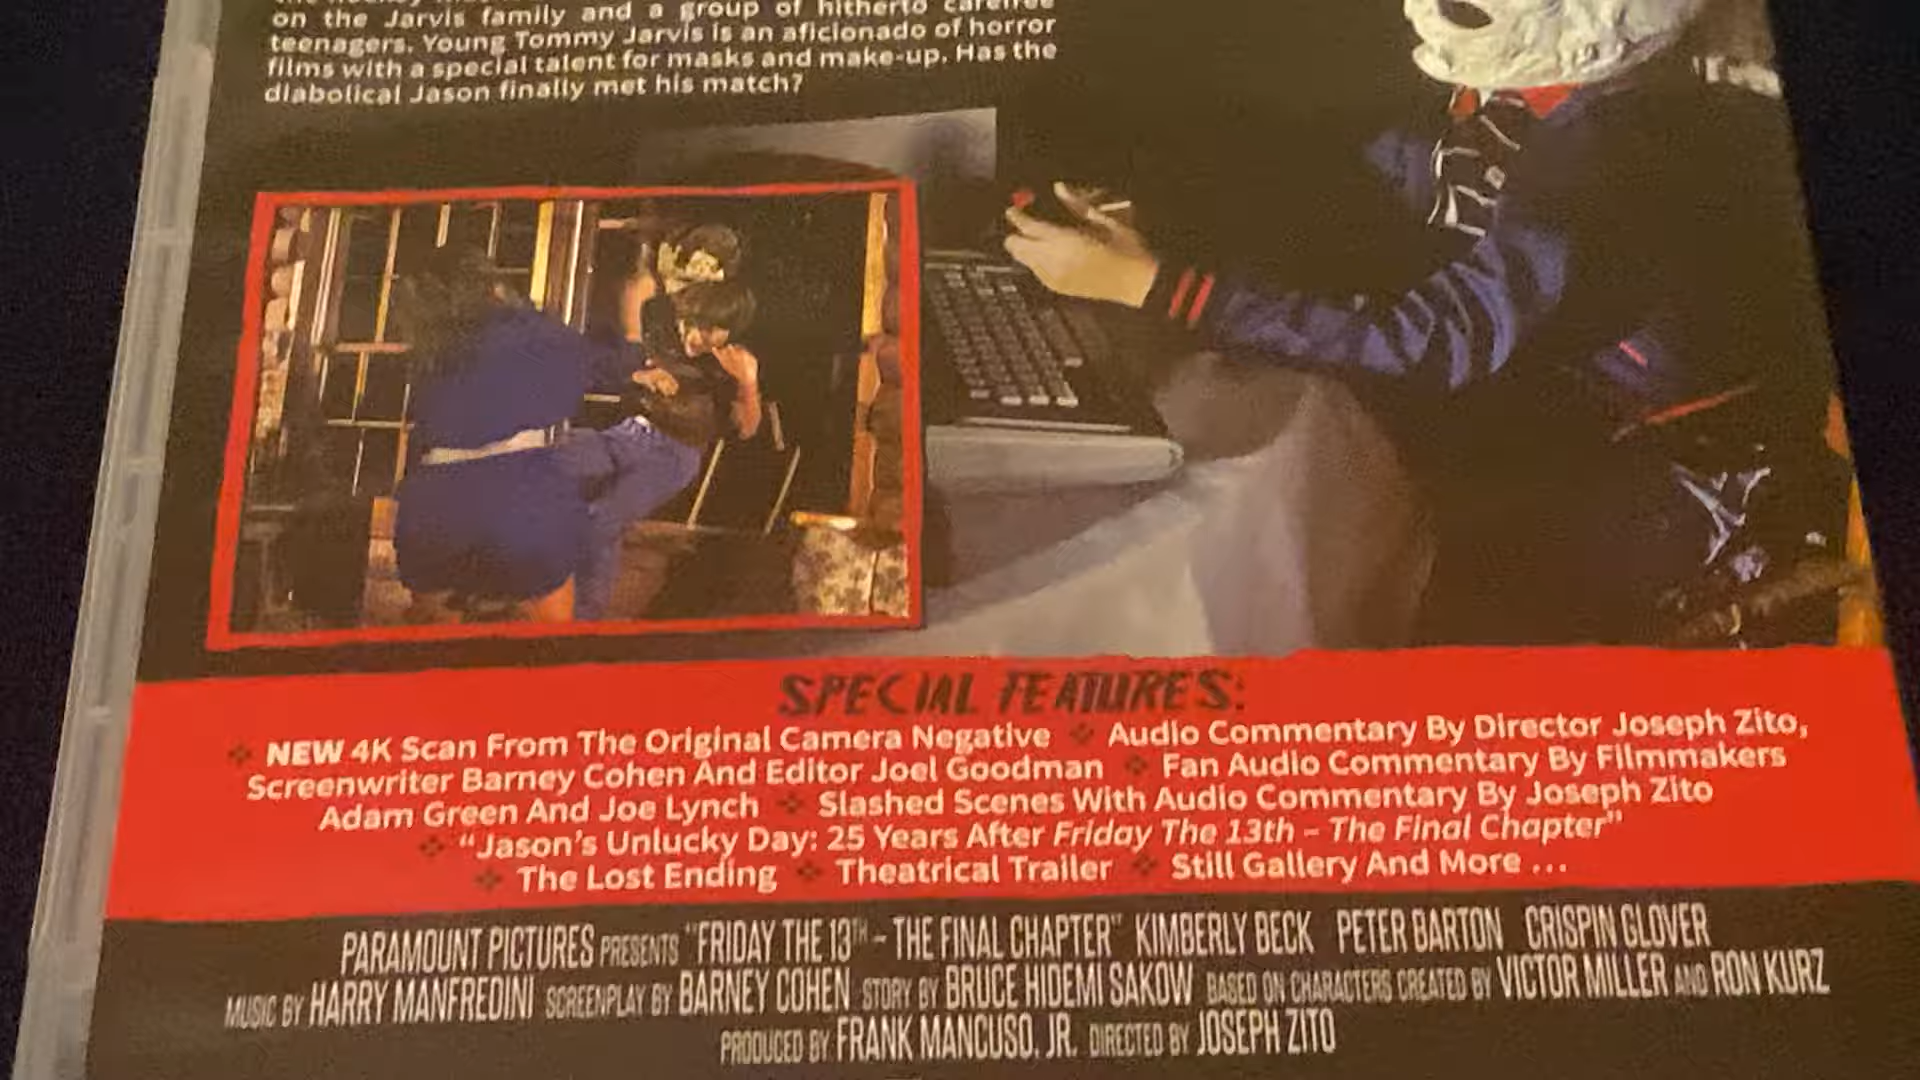 on the Jarvis family and a group of hitherto carefree
teenagers. Young Tommy Jarvis is an aficionado of horror
films with a special talent for masks and make-up. Has the
diabolical Jason finally met his match?
SPECIAL FEATURES:
NEW 4K Scan From The Original Camera Negative Audio Commentary By Director Joseph Zito,
Screenwriter Barney Cohen And Editor Joel Goodman Fan Audio Commentary By Filmmakers
Adam Green And Joe Lynch Slashed Scenes With Audio Commentary By Joseph Zito
"Jason's Unlucky Day: 25 Years After Friday The 13th – The Final Chapter"
The Lost Ending Theatrical Trailer Still Gallery And More ...
PARAMOUNT PICTURES PRESENTS "FRIDAY THE 13TH – THE FINAL CHAPTER" KIMBERLY BECK PETER BARTON CRISPIN GLOVER
MUSIC BY HARRY MANFREDINI SCREENPLAY BY BARNEY COHEN STORY BY BRUCE HIDEMI SAKOW BASED ON CHARACTERS CREATED BY VICTOR MILLER AND RON KURZ
PRODUCED BY FRANK MANCUSO, JR. DIRECTED BY JOSEPH ZITO